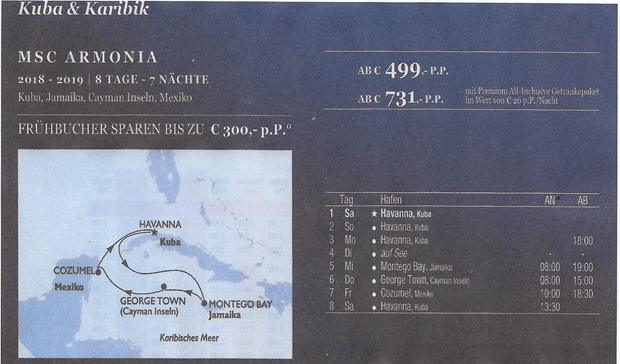 Kuba & Karibik
MSC ARMONIA
2018 - 2019 | 8 TAGE - 7 NÄCHTE
Kuba, Jamaika, Cayman Inseln, Mexiko
FRÜHBUCHER SPAREN BIS ZU € 300,- p.P.°
AB € 499,- P.P.
AB € 731,- P.P.
mit Premium All-Inclusive Getränkepaket
im Wert von € 26 p.P./Nacht
HAVANNA
Kuba
COZUMEL
Mexiko
GEORGE TOWN
(Cayman Inseln)
MONTEGO BAY
Jamaika
Karibisches Meer
Tag Hafen AN AB
1 Sa ★ Havanna, Kuba
2 So • Havanna, Kuba
3 Mo • Havanna, Kuba 18:00
4 Di • auf See - -
5 Mi • Montego Bay, Jamaika 08:00 19:00
6 Do • George Town, Cayman Inseln 08:00 15:00
7 Fr • Cozumel, Mexiko 10:00 18:30
8 Sa • Havanna, Kuba 13:30